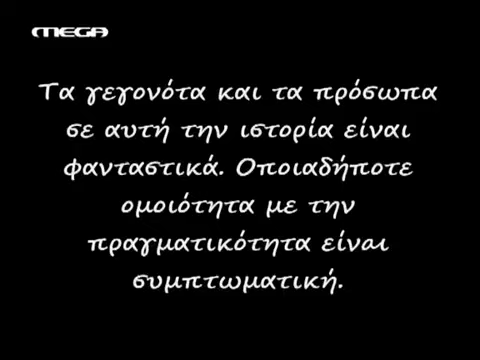 MEGA
Τα γεγονότα και τα πρόσωπα
σε αυτή την ιστορία είναι
φανταστικά. Οποιαδήποτε
ομοιότητα με την
πραγματικότητα είναι
συμπτωματική.